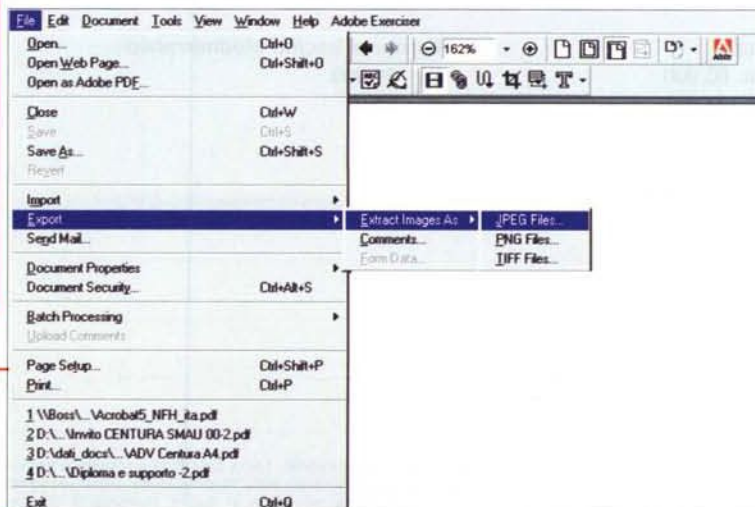 File Edit Document Tools View Window Help Adobe Exerciser
162%
Adobe
Open... Ctrl+O
Open Web Page... Ctrl+Shift+O
Open as Adobe PDF...
Close Ctrl+W
Save Ctrl+S
Save As... Ctrl+Shift+S
Revert
Import
Export
Extract Images As
JPEG Files...
Send Mail...
Comments...
PNG Files...
Form Data...
TIFF Files...
Document Properties
Document Security... Ctrl+Alt+S
Batch Processing
Upload Comments
Page Setup... Ctrl+Shift+P
Print... Ctrl+P
1 \\Boss\...\Acrobat5_NFH_ita.pdf
2 D:\...\Invito CENTURA SMAU 00-2.pdf
3 D:\dati_docs\...\ADV Centura A4.pdf
4 D:\...\Diploma e supporto -2.pdf
Exit Ctrl+Q